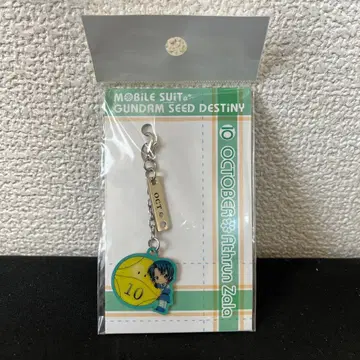 MOBILE SUIT
GUNDAM SEED DESTINY
10 OCTOBER Athrun Zala
OCT
10